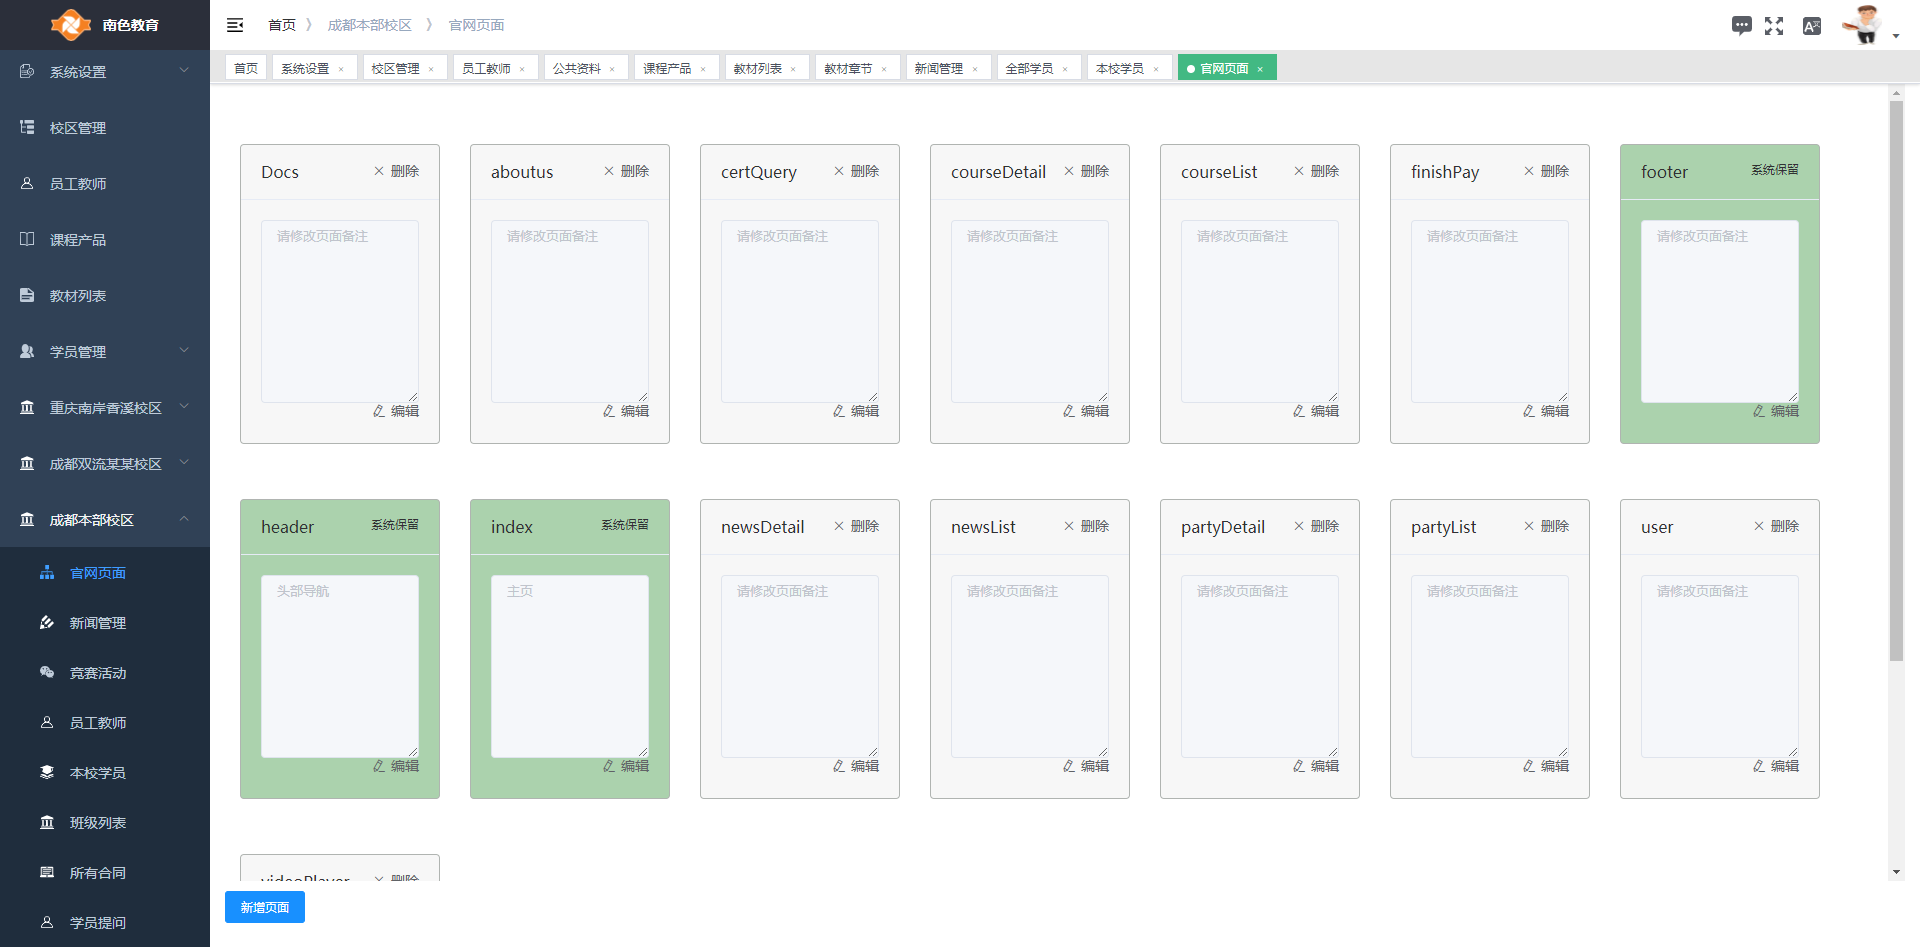 南色教育
首页 》 成都本部校区 》 官网页面
首页 系统设置 × 校区管理 × 员工教师 × 公共资料 × 课程产品 × 教材列表 × 教材章节 × 新闻管理 × 全部学员 × 本校学员 × 官网页面 ×
系统设置
校区管理
员工教师
课程产品
教材列表
学员管理
重庆南岸香溪校区
成都双流某某校区
成都本部校区
官网页面
新闻管理
竞赛活动
员工教师
本校学员
班级列表
所有合同
学员提问
Docs × 删除
请修改页面备注
编辑
aboutus × 删除
请修改页面备注
编辑
certQuery × 删除
请修改页面备注
编辑
courseDetail × 删除
请修改页面备注
编辑
courseList × 删除
请修改页面备注
编辑
finishPay × 删除
请修改页面备注
编辑
footer 系统保留
请修改页面备注
编辑
header 系统保留
头部导航
编辑
index 系统保留
主页
编辑
newsDetail × 删除
请修改页面备注
编辑
newsList × 删除
请修改页面备注
编辑
partyDetail × 删除
请修改页面备注
编辑
partyList × 删除
请修改页面备注
编辑
user × 删除
请修改页面备注
编辑
videoPlayer × 删除
新增页面